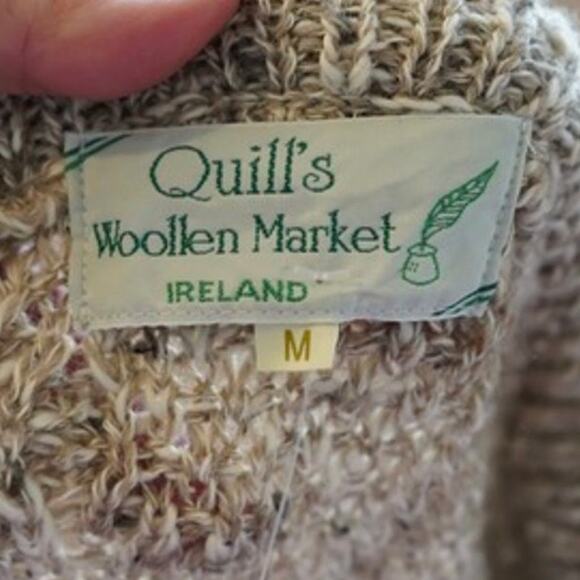 Quill's
Woollen Market
IRELAND
M